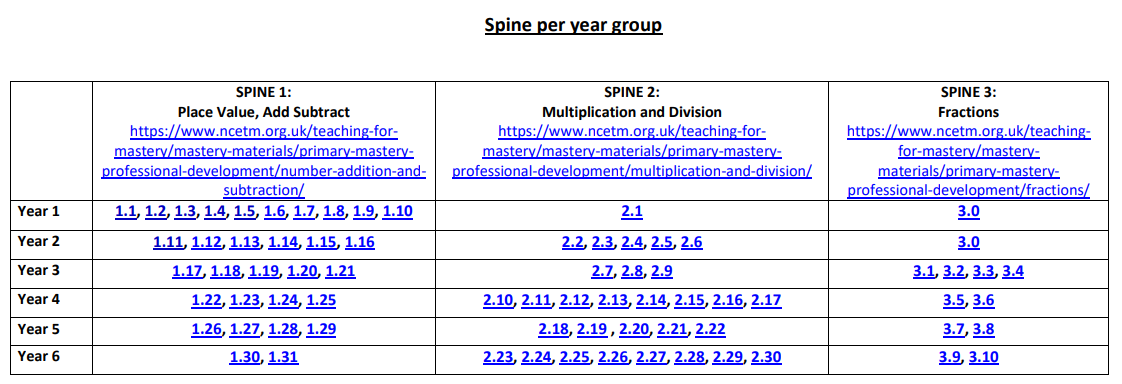 Spine per year group
SPINE 1:
Place Value, Add Subtract
https://www.ncetm.org.uk/teaching-for-
mastery/mastery-materials/primary-mastery-
professional-development/number-addition-and-
subtraction/
SPINE 2:
Multiplication and Division
https://www.ncetm.org.uk/teaching-for-
mastery/mastery-materials/primary-mastery-
professional-development/multiplication-and-division/
SPINE 3:
Fractions
https://www.ncetm.org.uk/teaching-
for-mastery/mastery-
materials/primary-mastery-
professional-development/fractions/
Year 1 1.1, 1.2, 1.3, 1.4, 1.5, 1.6, 1.7, 1.8, 1.9, 1.10 2.1 3.0
Year 2 1.11, 1.12, 1.13, 1.14, 1.15, 1.16 2.2, 2.3, 2.4, 2.5, 2.6 3.0
Year 3 1.17, 1.18, 1.19, 1.20, 1.21 2.7, 2.8, 2.9 3.1, 3.2, 3.3, 3.4
Year 4 1.22, 1.23, 1.24, 1.25 2.10, 2.11, 2.12, 2.13, 2.14, 2.15, 2.16, 2.17 3.5, 3.6
Year 5 1.26, 1.27, 1.28, 1.29 2.18, 2.19 , 2.20, 2.21, 2.22 3.7, 3.8
Year 6 1.30, 1.31 2.23, 2.24, 2.25, 2.26, 2.27, 2.28, 2.29, 2.30 3.9, 3.10